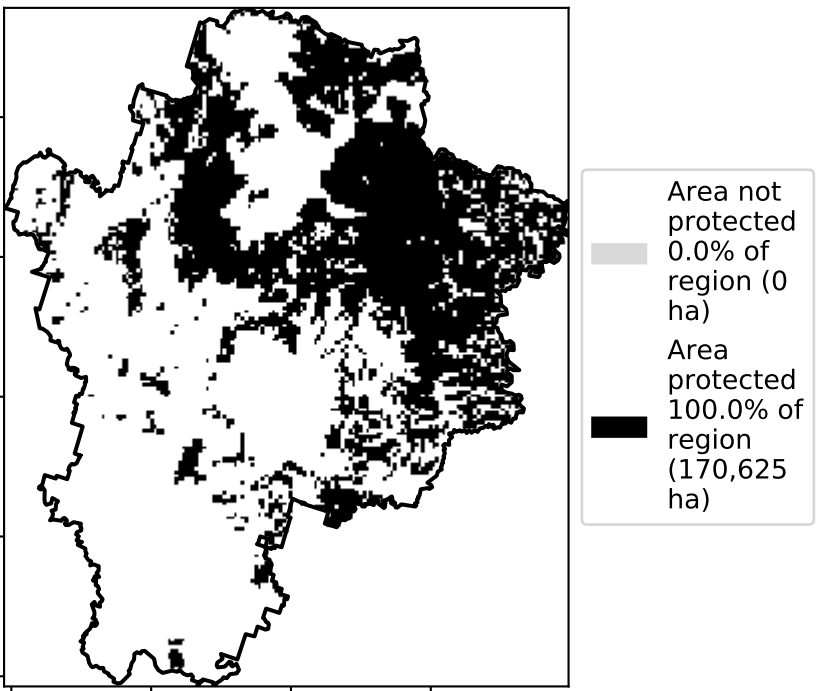 Area not
protected
0.0% of
region (0
ha)
Area
protected
100.0% of
region
(170,625
ha)